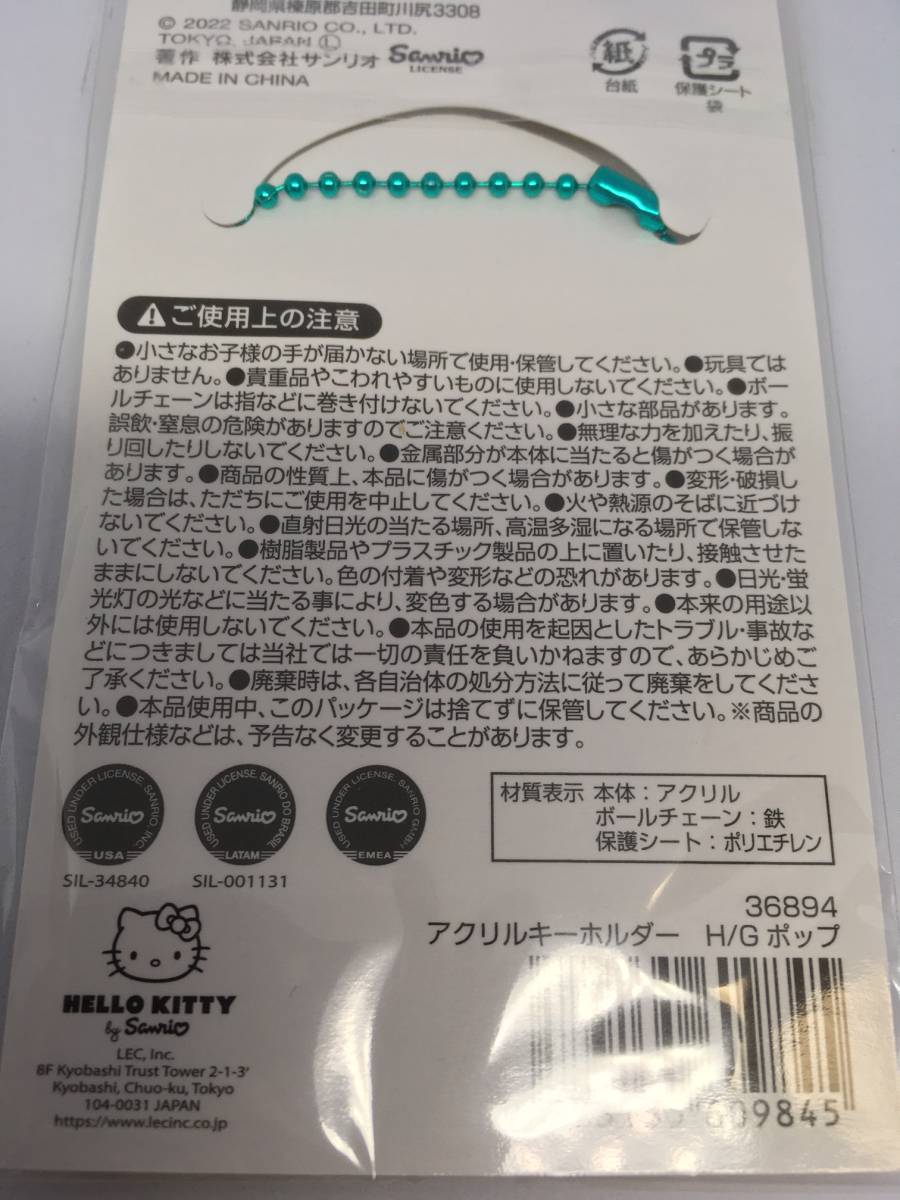 静岡県榛原郡吉田町川尻3308
© 2022 SANRIO CO., LTD.
TOKYO, JAPAN Ⓛ
著作 株式会社サンリオ Sanrio
LICENSE
MADE IN CHINA
紙
台紙
プラ
保護シート
袋
ご使用上の注意
●小さなお子様の手が届かない場所で使用・保管してください。●玩具では
ありません。●貴重品やこわれやすいものに使用しないでください。●ボー
ルチェーンは指などに巻き付けないでください。●小さな部品があります。
誤飲・窒息の危険がありますのでご注意ください。●無理な力を加えたり、振
り回したりしないでください。●金属部分が本体に当たると傷がつく場合が
あります。●商品の性質上、本品に傷がつく場合があります。●変形・破損し
た場合は、ただちにご使用を中止してください。●火や熱源のそばに近づけ
ないでください。●直射日光の当たる場所、高温多湿になる場所で保管しな
いでください。●樹脂製品やプラスチック製品の上に置いたり、接触させた
ままにしないでください。色の付着や変形などの恐れがあります。●日光・蛍
光灯の光などに当たる事により、変色する場合があります。●本来の用途以
外には使用しないでください。●本品の使用を起因としたトラブル・事故な
どにつきましては当社では一切の責任を負いかねますので、あらかじめご
了承ください。●廃棄時は、各自治体の処分方法に従って廃棄をしてくださ
い。●本品使用中、このパッケージは捨てずに保管してください。※商品の
外観仕様などは、予告なく変更することがあります。
USED UNDER LICENSE, SANRIO INC.
Sanrio
USA
SIL-34840
USED UNDER LICENSE, SANRIO DO BRASIL
Sanrio
LATAM
SIL-001131
USED UNDER LICENSE, SANRIO GMBH
Sanrio
EMEA
材質表示 本体：アクリル
ボールチェーン：鉄
保護シート：ポリエチレン
HELLO KITTY
by Sanrio
LEC, Inc.
8F Kyobashi Trust Tower 2-1-3'
Kyobashi, Chuo-ku, Tokyo
104-0031 JAPAN
https://www.lecinc.co.jp
36894
アクリルキーホルダー H/G ポップ
609845